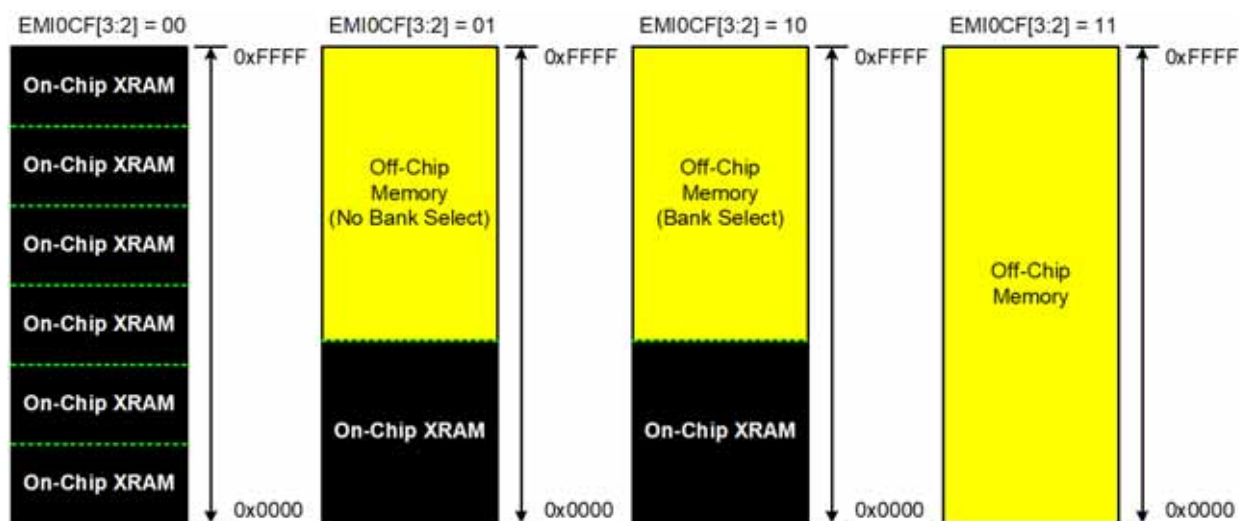 EMI0CF[3:2] = 00
EMI0CF[3:2] = 01
EMI0CF[3:2] = 10
EMI0CF[3:2] = 11
On-Chip XRAM
On-Chip XRAM
On-Chip XRAM
On-Chip XRAM
On-Chip XRAM
On-Chip XRAM
0xFFFF
0x0000
Off-Chip
Memory
(No Bank Select)
On-Chip XRAM
0xFFFF
0x0000
Off-Chip
Memory
(Bank Select)
On-Chip XRAM
0xFFFF
0x0000
Off-Chip
Memory
0xFFFF
0x0000